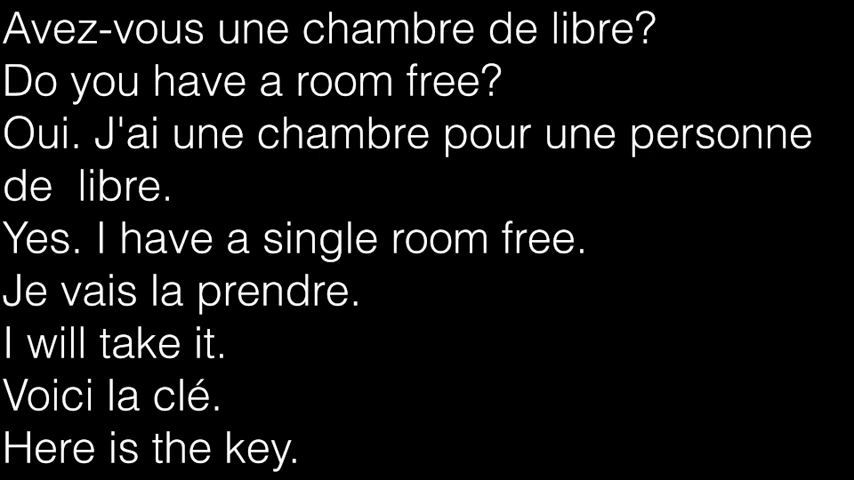 Avez-vous une chambre de libre?
Do you have a room free?
Oui. J'ai une chambre pour une personne
de  libre.
Yes. I have a single room free.
Je vais la prendre.
I will take it.
Voici la clé.
Here is the key.